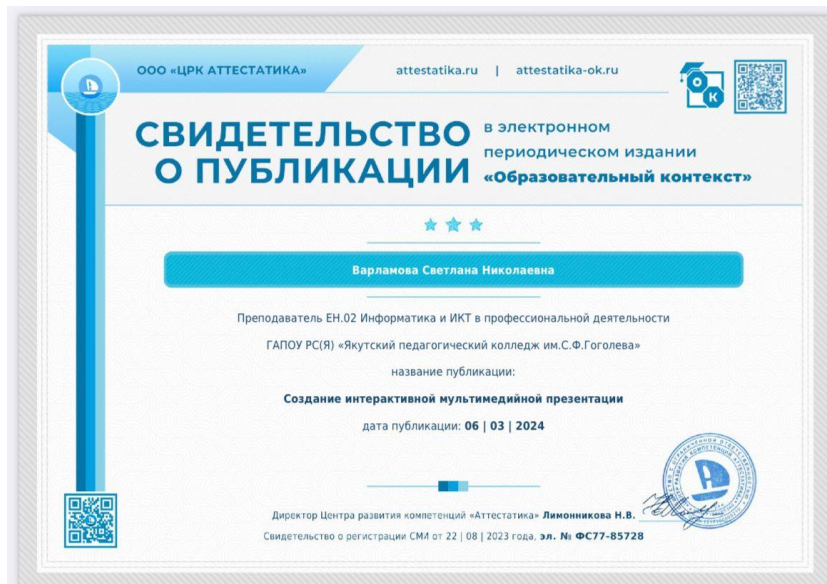 ООО «ЦРК АТТЕСТАТИКА»
attestatika.ru | attestatika-ok.ru
О
К
СВИДЕТЕЛЬСТВО
О ПУБЛИКАЦИИ
в электронном
периодическом издании
«Образовательный контекст»
Варламова Светлана Николаевна
Преподаватель ЕН.02 Информатика и ИКТ в профессиональной деятельности
ГАПОУ РС(Я) «Якутский педагогический колледж им.С.Ф.Гоголева»
название публикации:
Создание интерактивной мультимедийной презентации
дата публикации: 06 | 03 | 2024
Директор Центра развития компетенций «Аттестатика» Лимонникова Н.В.
Свидетельство о регистрации СМИ от 22 | 08 | 2023 года, эл. № ФС77-85728